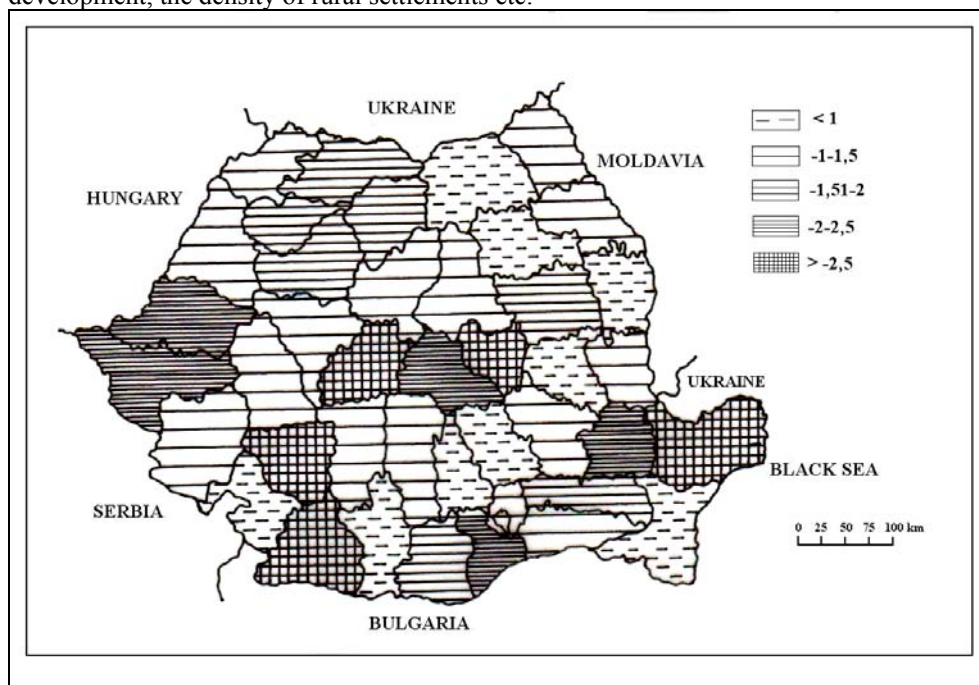 development, the density of rural settlements etc.
UKRAINE
< 1
MOLDAVIA
-1-1,5
HUNGARY
-1,51-2
-2-2,5
> -2,5
UKRAINE
BLACK SEA
SERBIA
0 25 50 75 100 km
BULGARIA